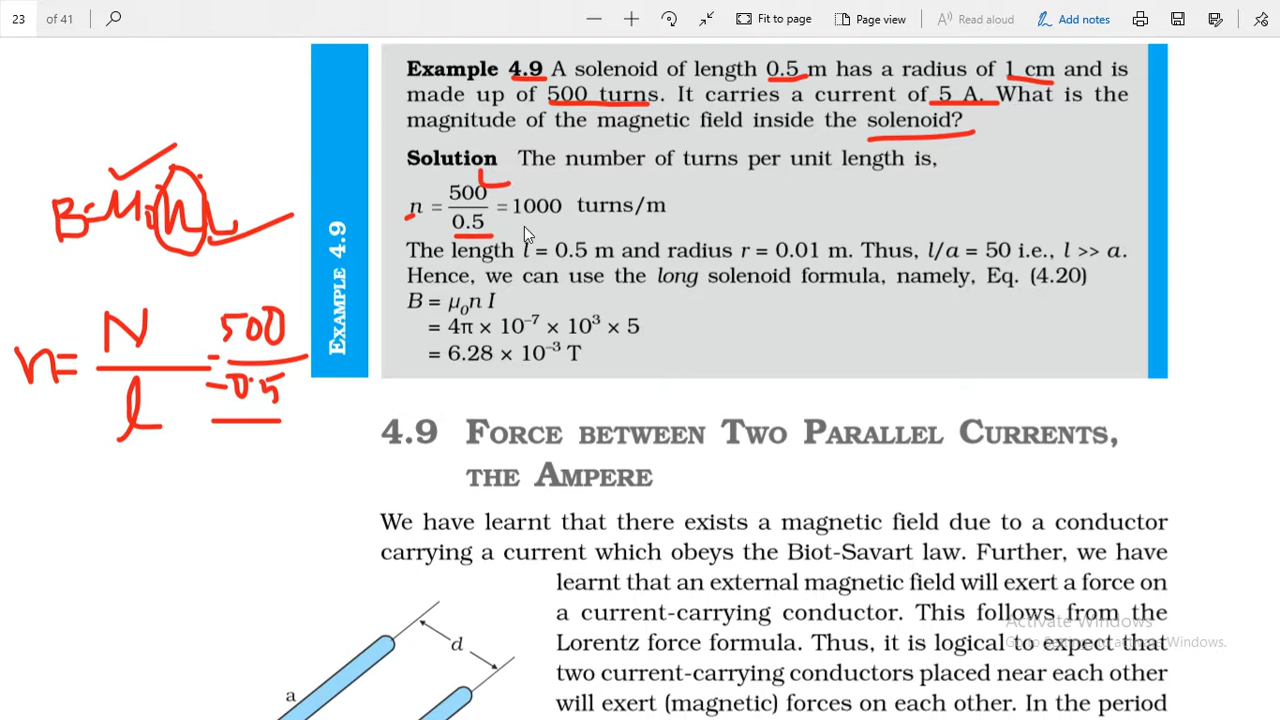 23 of 41
Fit to page
Page view
Read aloud
Add notes
Example 4.9 A solenoid of length 0.5 m has a radius of 1 cm and is
made up of 500 turns. It carries a current of 5 A. What is the
magnitude of the magnetic field inside the solenoid?
Solution The number of turns per unit length is,
n = 500/0.5 = 1000 turns/m
The length l = 0.5 m and radius r = 0.01 m. Thus, l/a = 50 i.e., l >> a.
Hence, we can use the long solenoid formula, namely, Eq. (4.20)
B = μ₀n I
= 4π × 10⁻⁷ × 10³ × 5
= 6.28 × 10⁻³ T
EXAMPLE 4.9
n = N/l = 500/0.5
4.9 FORCE BETWEEN TWO PARALLEL CURRENTS,
THE AMPERE
We have learnt that there exists a magnetic field due to a conductor
carrying a current which obeys the Biot-Savart law. Further, we have
learnt that an external magnetic field will exert a force on
a current-carrying conductor. This follows from the
Lorentz force formula. Thus, it is logical to expect that
two current-carrying conductors placed near each other
will exert (magnetic) forces on each other. In the period
d
a
Activate Windows
Go to Settings to activate Windows.